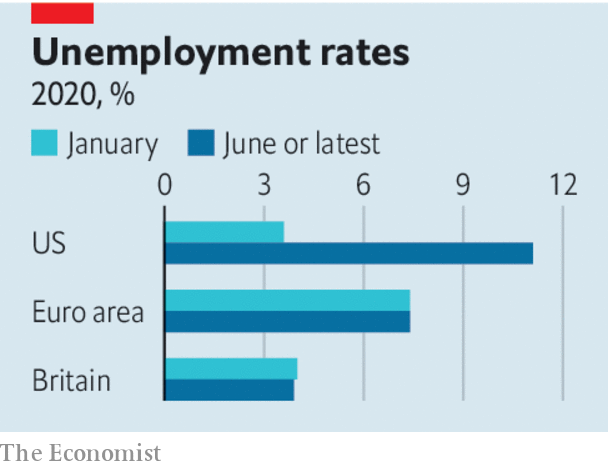 Unemployment rates
2020, %
January June or latest
0 3 6 9 12
US
Euro area
Britain
The Economist